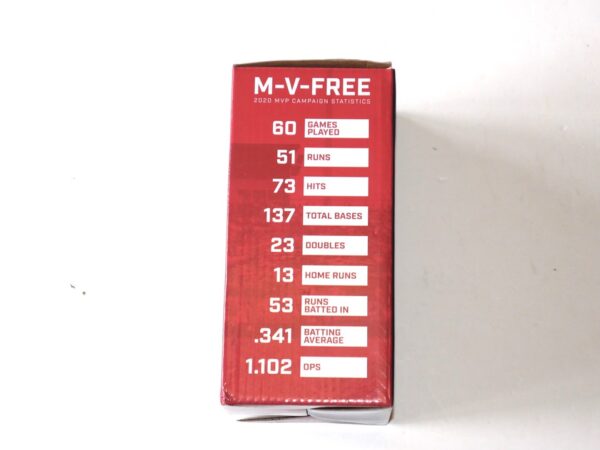 M-V-FREE
2020 MVP CAMPAIGN STATISTICS
60 GAMES PLAYED
51 RUNS
73 HITS
137 TOTAL BASES
23 DOUBLES
13 HOME RUNS
53 RUNS BATTED IN
.341 BATTING AVERAGE
1.102 OPS